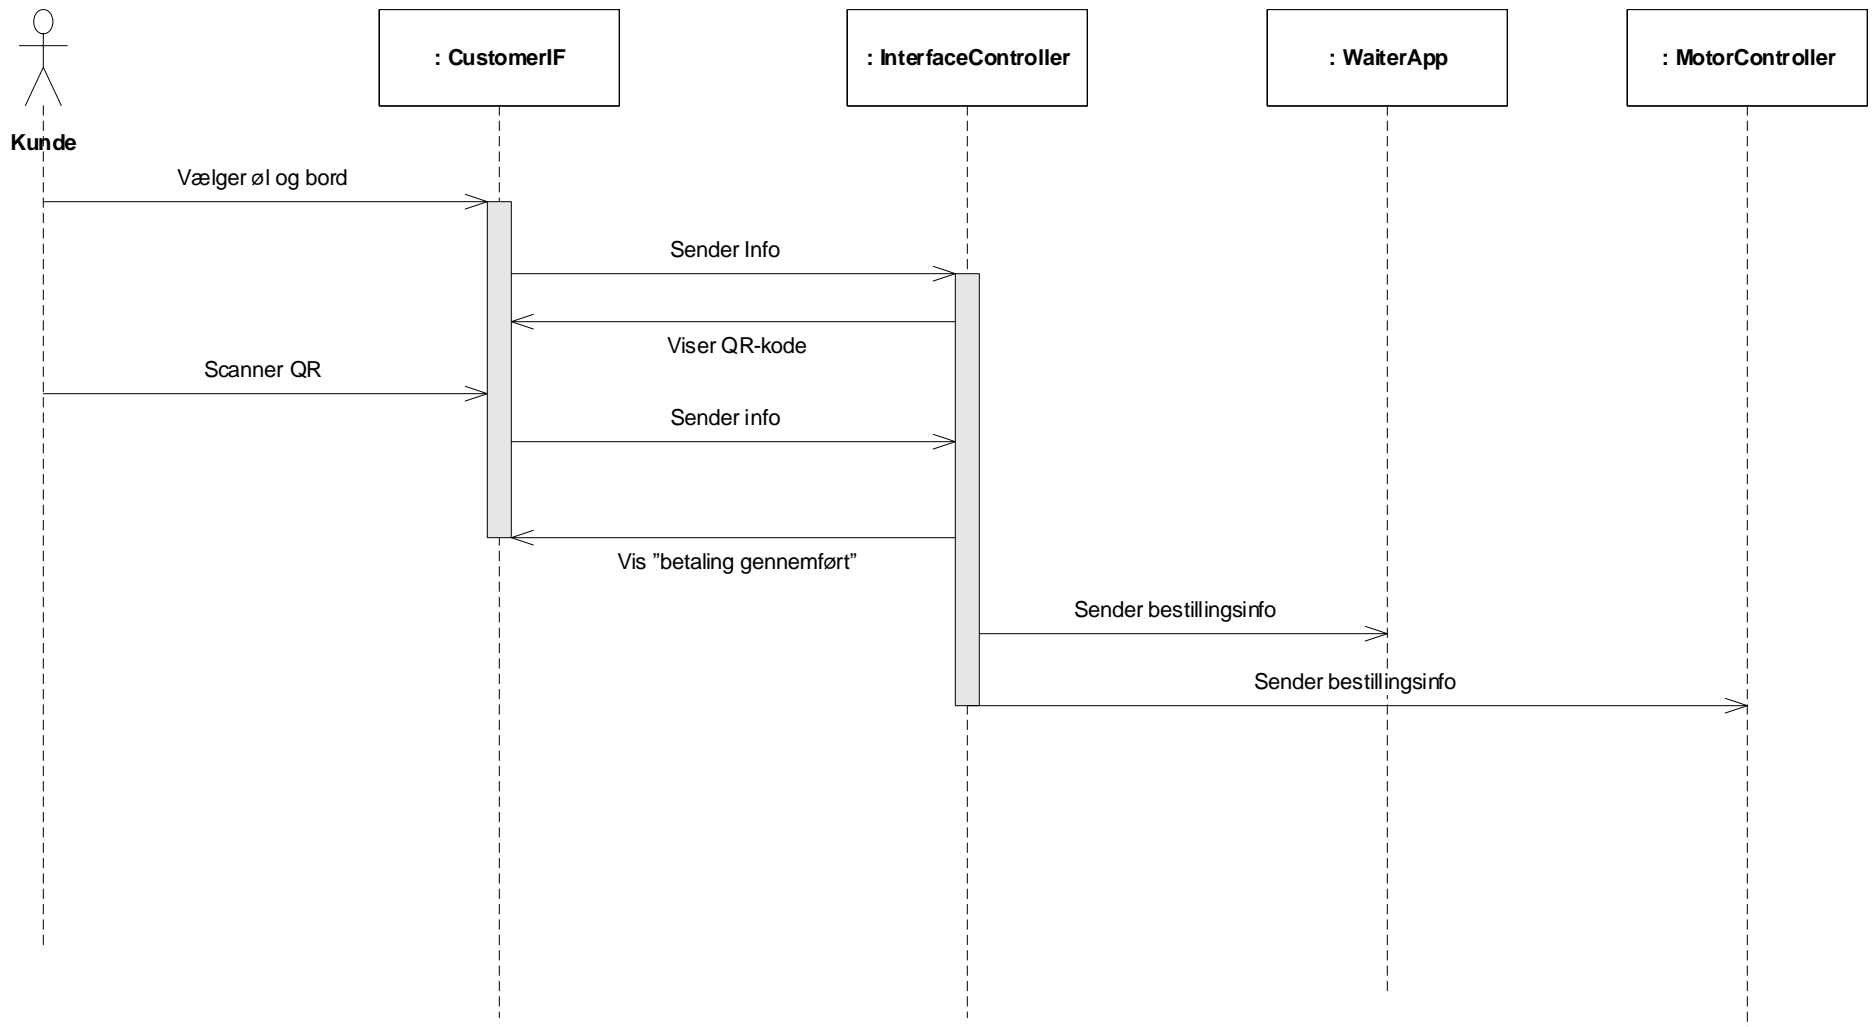 : CustomerIF
: InterfaceController
: WaiterApp
: MotorController
Kunde
Vælger øl og bord
Sender Info
Viser QR-kode
Scanner QR
Sender info
Vis ”betaling gennemført”
Sender bestillingsinfo
Sender bestillingsinfo